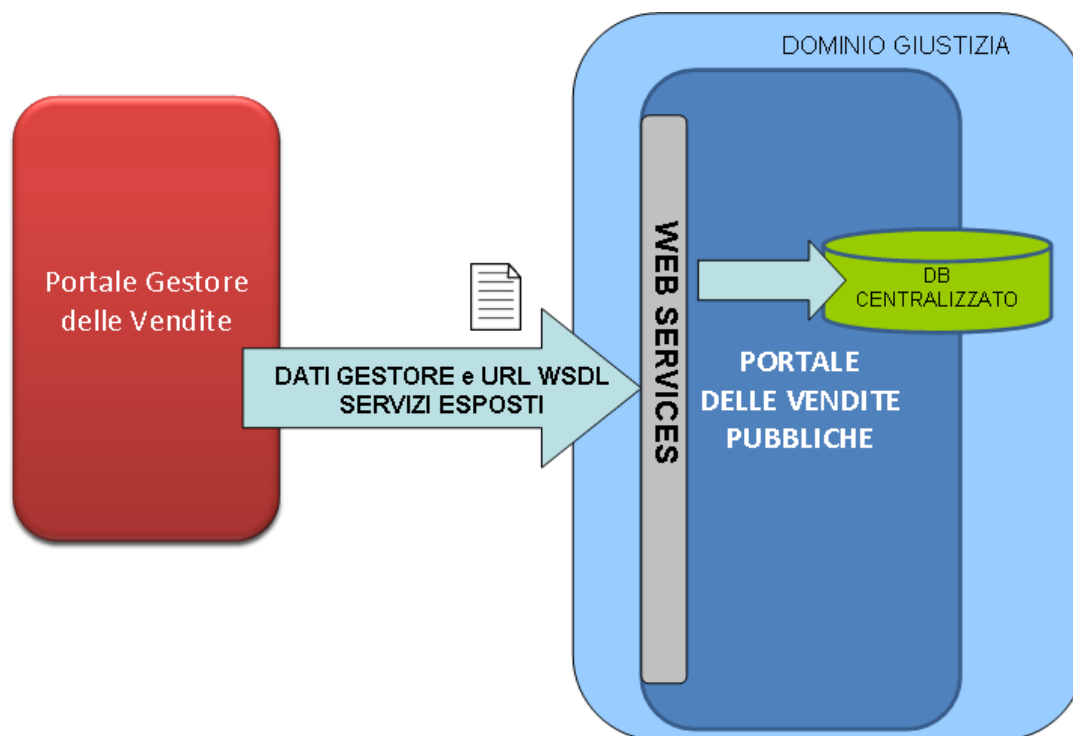 DOMINIO GIUSTIZIA
Portale Gestore
delle Vendite
DATI GESTORE e URL WSDL
SERVIZI ESPOSTI
WEB SERVICES
DB
CENTRALIZZATO
PORTALE
DELLE VENDITE
PUBBLICHE